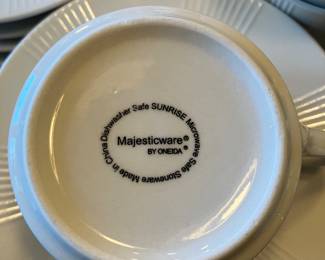 SUNRISE Microwave Safe Stoneware Made in China Dishwasher Safe
Majesticware
BY ONEIDA